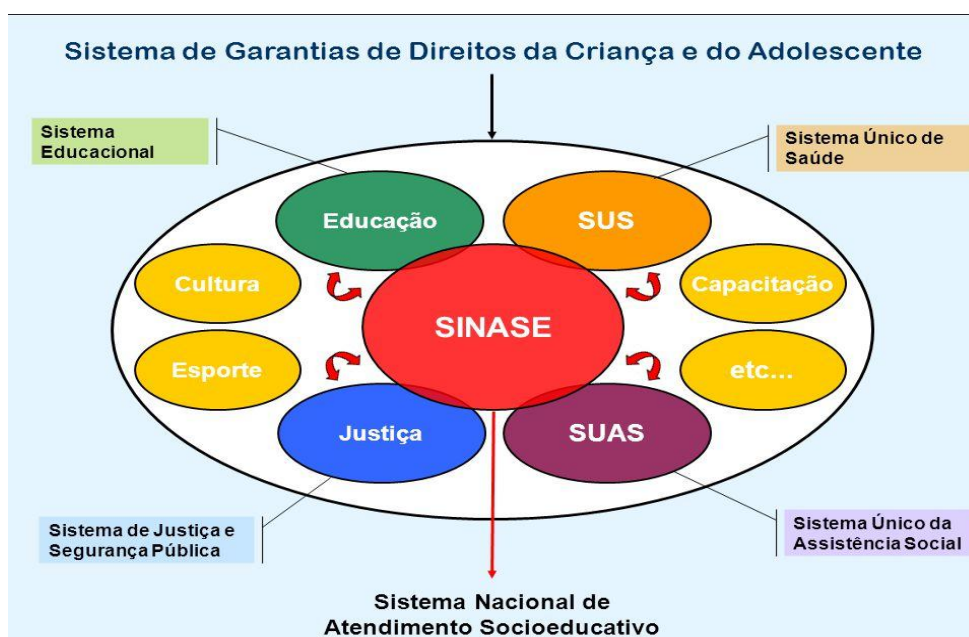 Sistema de Garantias de Direitos da Criança e do Adolescente
Sistema
Educacional
Sistema Único de
Saúde
Educação
SUS
Cultura
Capacitação
SINASE
Esporte
etc...
Justiça
SUAS
Sistema de Justiça e
Segurança Pública
Sistema Único da
Assistência Social
Sistema Nacional de
Atendimento Socioeducativo